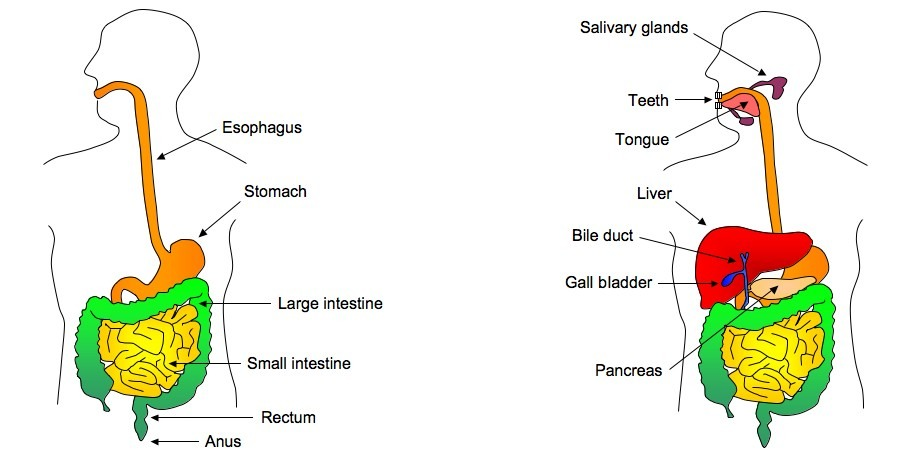 Esophagus
Stomach
Large intestine
Small intestine
Rectum
Anus
Salivary glands
Teeth
Tongue
Liver
Bile duct
Gall bladder
Pancreas